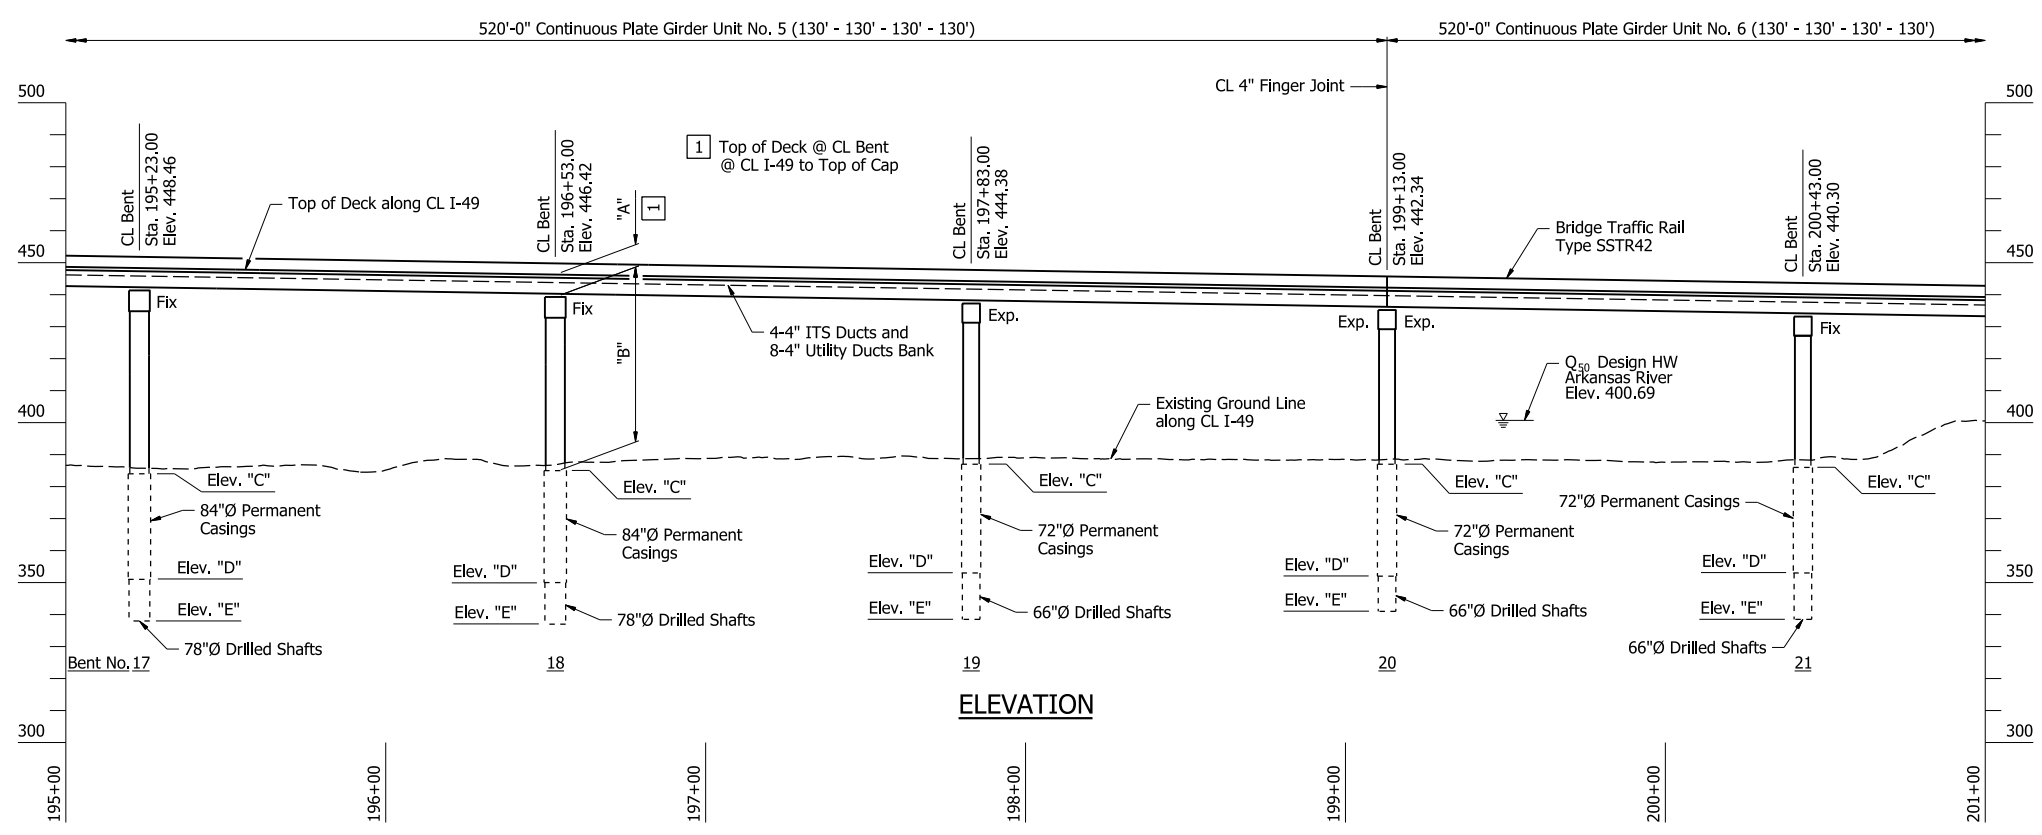 520'-0" Continuous Plate Girder Unit No. 5 (130' - 130' - 130' - 130')
520'-0" Continuous Plate Girder Unit No. 6 (130' - 130' - 130' - 130')
CL 4" Finger Joint
500
500
CL Bent
Sta. 195+23.00
Elev. 448.46
CL Bent
Sta. 196+53.00
Elev. 446.42
"A"
1
1 Top of Deck @ CL Bent
@ CL I-49 to Top of Cap
CL Bent
Sta. 197+83.00
Elev. 444.38
CL Bent
Sta. 199+13.00
Elev. 442.34
CL Bent
Sta. 200+43.00
Elev. 440.30
Top of Deck along CL I-49
Bridge Traffic Rail
Type SSTR42
450
450
Fix
Fix
Exp.
Exp.
Exp.
Fix
"B"
4-4" ITS Ducts and
8-4" Utility Ducts Bank
Q50 Design HW
Arkansas River
Elev. 400.69
Existing Ground Line
along CL I-49
400
400
Elev. "C"
Elev. "C"
Elev. "C"
Elev. "C"
Elev. "C"
84"Ø Permanent
Casings
84"Ø Permanent
Casings
72"Ø Permanent
Casings
72"Ø Permanent
Casings
72"Ø Permanent Casings
Elev. "D"
Elev. "D"
Elev. "D"
Elev. "D"
Elev. "D"
350
350
Elev. "E"
Elev. "E"
Elev. "E"
Elev. "E"
Elev. "E"
78"Ø Drilled Shafts
78"Ø Drilled Shafts
66"Ø Drilled Shafts
66"Ø Drilled Shafts
66"Ø Drilled Shafts
Bent No. 17
18
19
20
21
ELEVATION
300
300
195+00
196+00
197+00
198+00
199+00
200+00
201+00